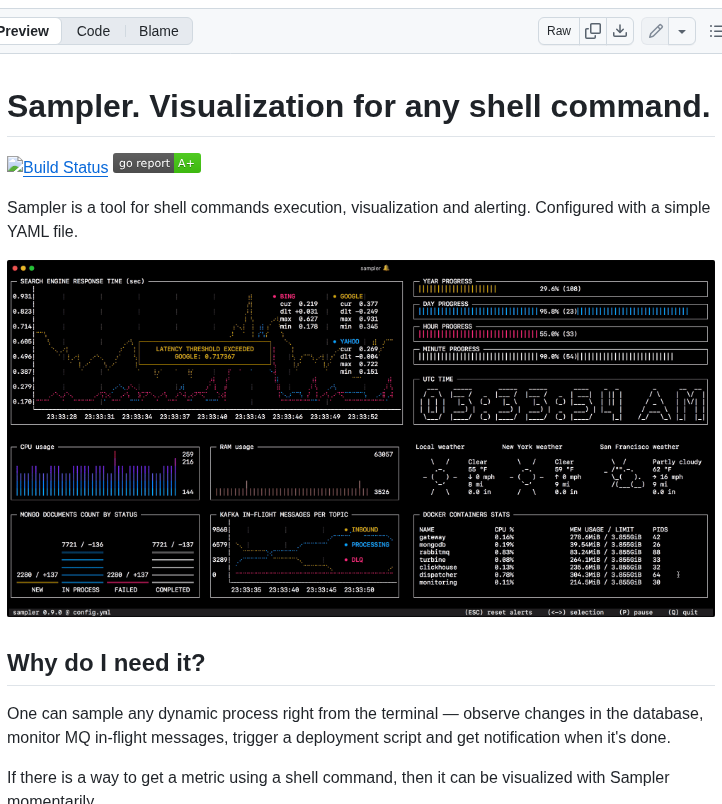 Preview Code Blame Raw
Sampler. Visualization for any shell command.
Build Status go report A+
Sampler is a tool for shell commands execution, visualization and alerting. Configured with a simple
YAML file.
sampler
SEARCH ENGINE RESPONSE TIME (sec)
0.931
0.823
0.714
0.605
0.496
0.387
0.279
0.170
BING
cur 0.219
dlt +0.031
max 0.627
min 0.178
GOOGLE
cur 0.377
dlt -0.249
max 0.931
min 0.345
YAHOO
cur 0.269
dlt -0.004
max 0.722
min 0.151
LATENCY THRESHOLD EXCEEDED
GOOGLE: 0.717367
23:33:28 23:33:31 23:33:34 23:33:37 23:33:40 23:33:43 23:33:46 23:33:49 23:33:52
YEAR PROGRESS
29.6% (108)
DAY PROGRESS
98.8% (23)
HOUR PROGRESS
55.0% (33)
MINUTE PROGRESS
90.0% (54)
UTC TIME
CPU usage
259
216
144
RAM usage
63057
3526
Local weather New York weather San Francisco weather
Clear Clear Partly cloudy
55 °F 59 °F 62 °F
↓ 0 mph ↑ 0 mph → 16 mph
8 mi 9 mi 9 mi
0.0 in 0.0 in 0.0 in
MONGO DOCUMENTS COUNT BY STATUS
7721 / -136 7721 / -137
2280 / +137 2280 / +137
NEW IN PROCESS FAILED COMPLETED
KAFKA IN-FLIGHT MESSAGES PER TOPIC
9868
6579
3289
0
INBOUND
PROCESSING
DLQ
23:33:35 23:33:40 23:33:45 23:33:50
DOCKER CONTAINERS STATS
NAME CPU % MEM USAGE / LIMIT PIDS
gateway 0.16% 278.6MiB / 3.855GiB 62
mongodb 0.19% 39.54MiB / 3.855GiB 26
rabbitmq 0.83% 83.24MiB / 3.855GiB 88
turbine 0.08% 264.1MiB / 3.855GiB 33
clickhouse 0.13% 235.6MiB / 3.855GiB 32
dispatcher 0.78% 304.3MiB / 3.855GiB 64
monitoring 0.11% 214.5MiB / 3.855GiB 30
sampler 0.9.0 @ config.yml (ESC) reset alerts (<->) selection (P) pause (Q) quit
Why do I need it?
One can sample any dynamic process right from the terminal — observe changes in the database,
monitor MQ in-flight messages, trigger a deployment script and get notification when it's done.
If there is a way to get a metric using a shell command, then it can be visualized with Sampler
momentarily.